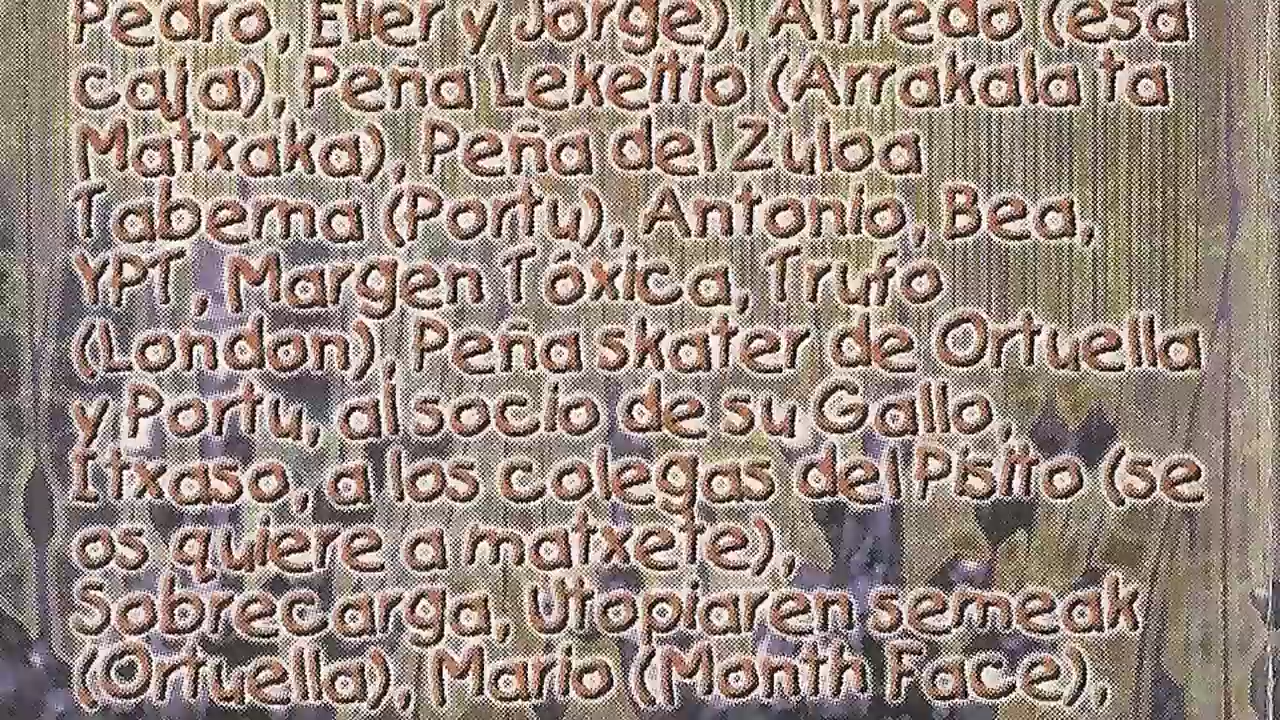 Pedro, Elier y Jorge), Alfredo (esa
caja), Peña Lekeitio (Arrakala ta
Matxaka), Peña del Zuloa
Taberna (Portu), Antonio, Bea,
YPT, Margen Tóxica, Trufo
(London), Peña skater de Ortuella
y Portu, al socio de su Gallo,
Itxaso, a los colegas del Pisito (se
os quiere a matxete),
Sobrecarga, Utopiaren semeak
(Ortuella), Mario (Month Face),